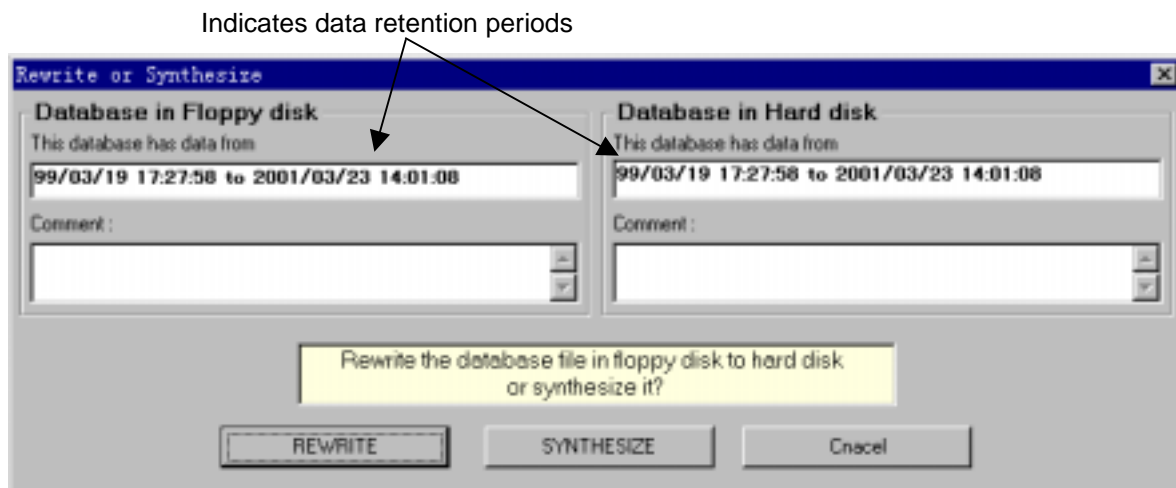 Indicates data retention periods
Rewrite or Synthesize
Database in Floppy disk
This database has data from
99/03/19 17:27:58 to 2001/03/23 14:01:08
Comment :
Database in Hard disk
This database has data from
99/03/19 17:27:58 to 2001/03/23 14:01:08
Comment :
Rewrite the database file in floppy disk to hard disk
or synthesize it?
REWRITE
SYNTHESIZE
Cnacel